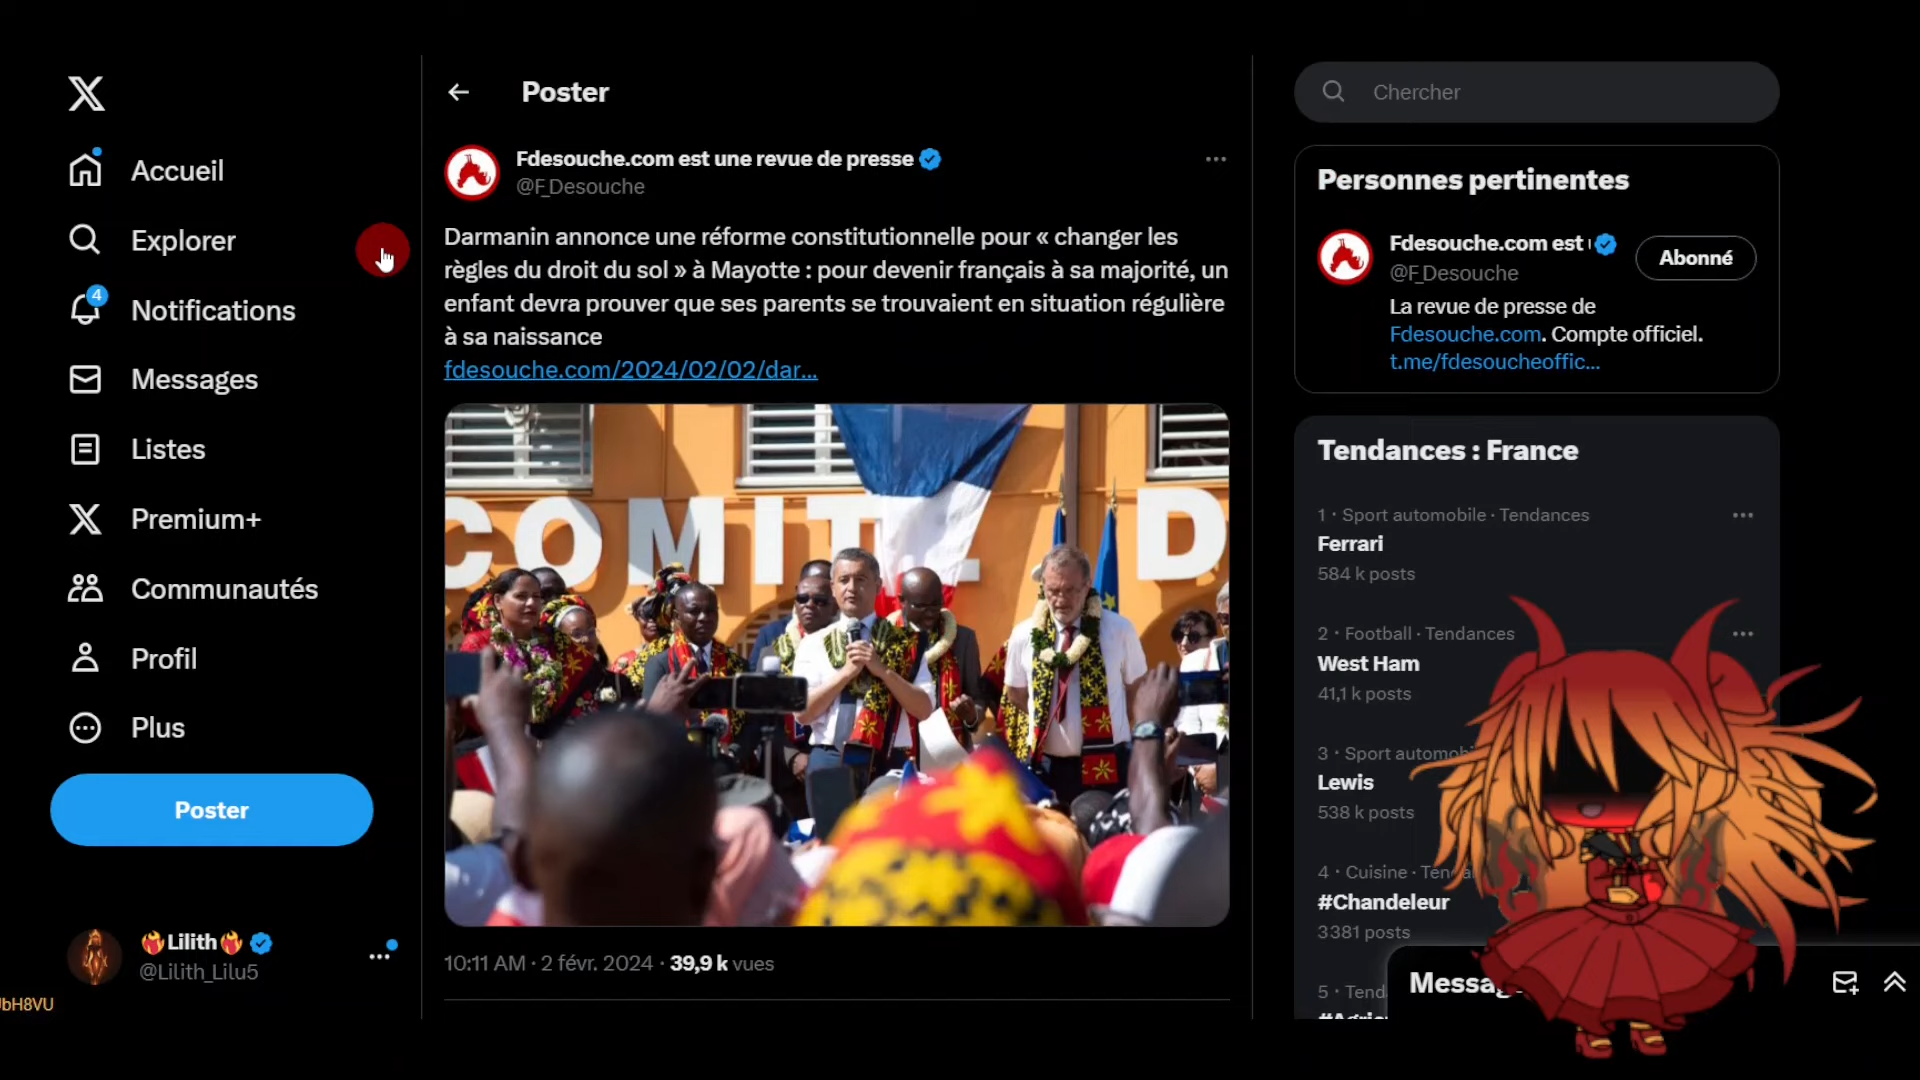 Accueil
Explorer
4
Notifications
Messages
Listes
Premium+
Communautés
Profil
Plus
Poster
🔥Lilith🔥
@Lilith_Lilu5
bH8VU
Poster
Fdesouche.com est une revue de presse
@F_Desouche
Darmanin annonce une réforme constitutionnelle pour « changer les
règles du droit du sol » à Mayotte : pour devenir français à sa majorité, un
enfant devra prouver que ses parents se trouvaient en situation régulière
à sa naissance
fdesouche.com/2024/02/02/dar...
COMIT D
10:11 AM · 2 févr. 2024 · 39,9 k vues
Chercher
Personnes pertinentes
Fdesouche.com est
@F_Desouche
Abonné
La revue de presse de
Fdesouche.com. Compte officiel.
t.me/fdesoucheoffic...
Tendances : France
1 · Sport automobile · Tendances
Ferrari
584 k posts
2 · Football · Tendances
West Ham
41,1 k posts
3 · Sport automobi
Lewis
538 k posts
4 · Cuisine · Ten
#Chandeleur
3381 posts
5 · Tend
Messag